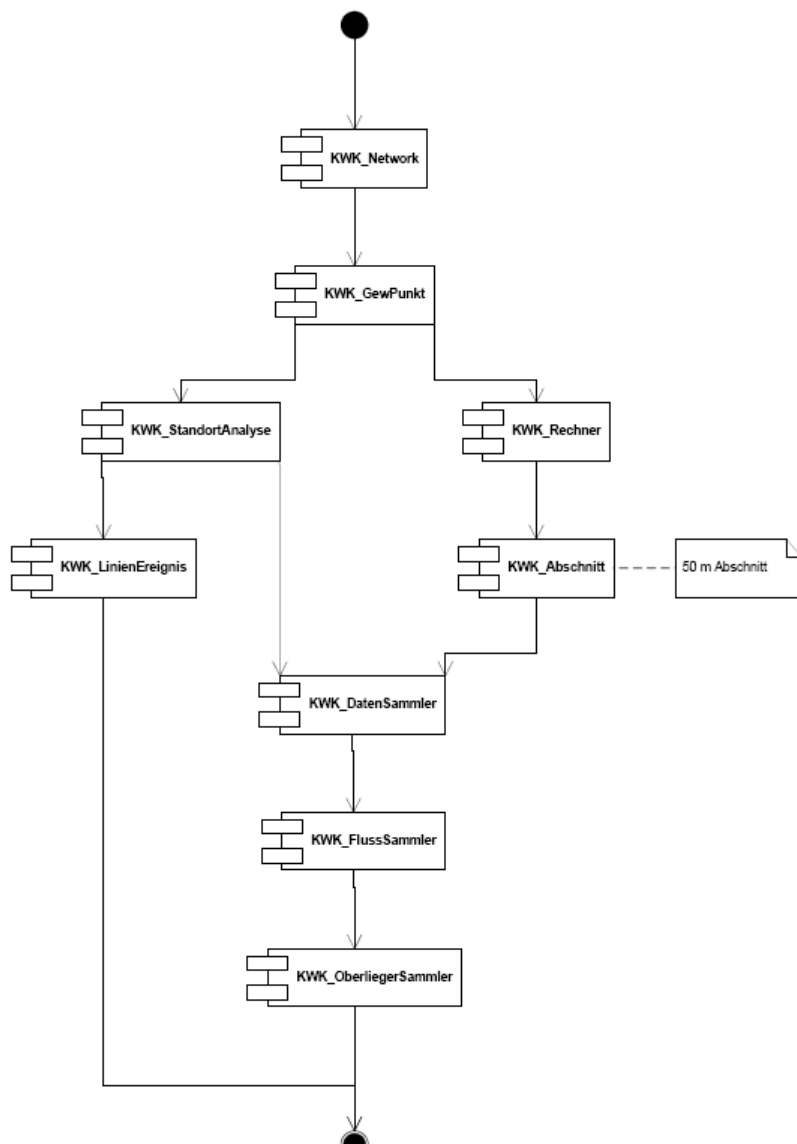 KWK_Network
KWK_GewPunkt
KWK_StandortAnalyse
KWK_Rechner
KWK_LinienEreignis
KWK_Abschnitt
50 m Abschnitt
KWK_DatenSammler
KWK_FlussSammler
KWK_OberliegerSammler